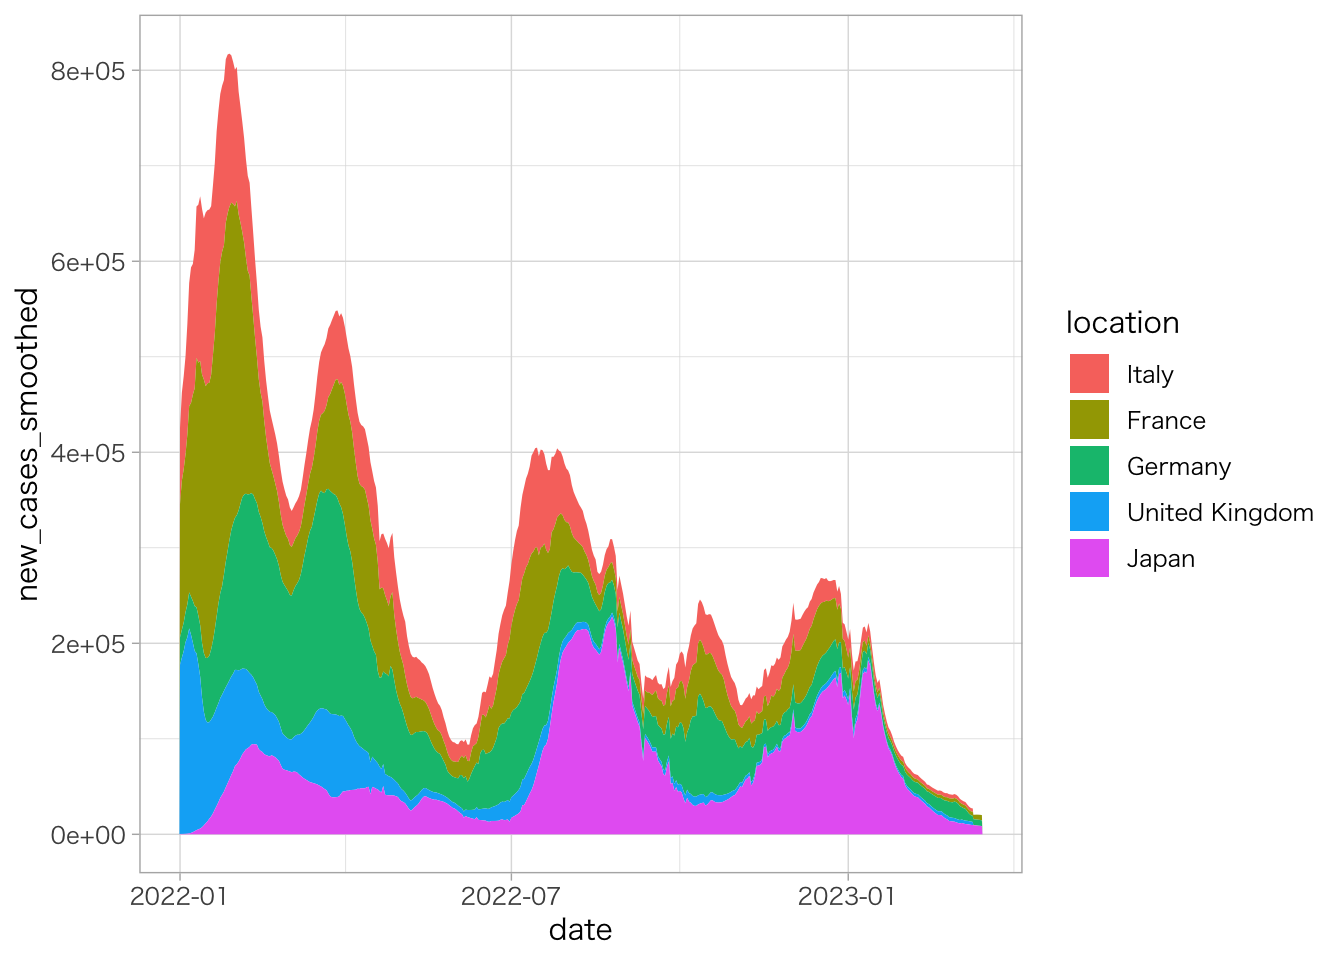 8e+05
6e+05
4e+05
2e+05
0e+00
new_cases_smoothed
2022-01
2022-07
2023-01
date
location
Italy
France
Germany
United Kingdom
Japan